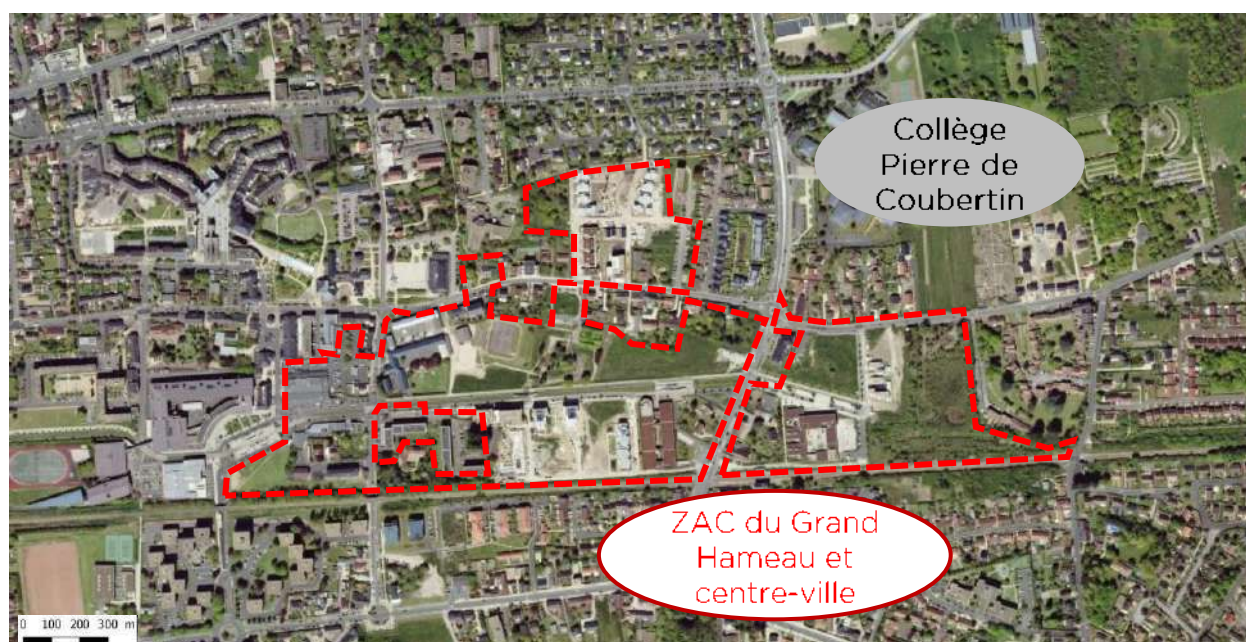 Collège
Pierre de
Coubertin
ZAC du Grand
Hameau et
centre-ville
0 100 200 300 m